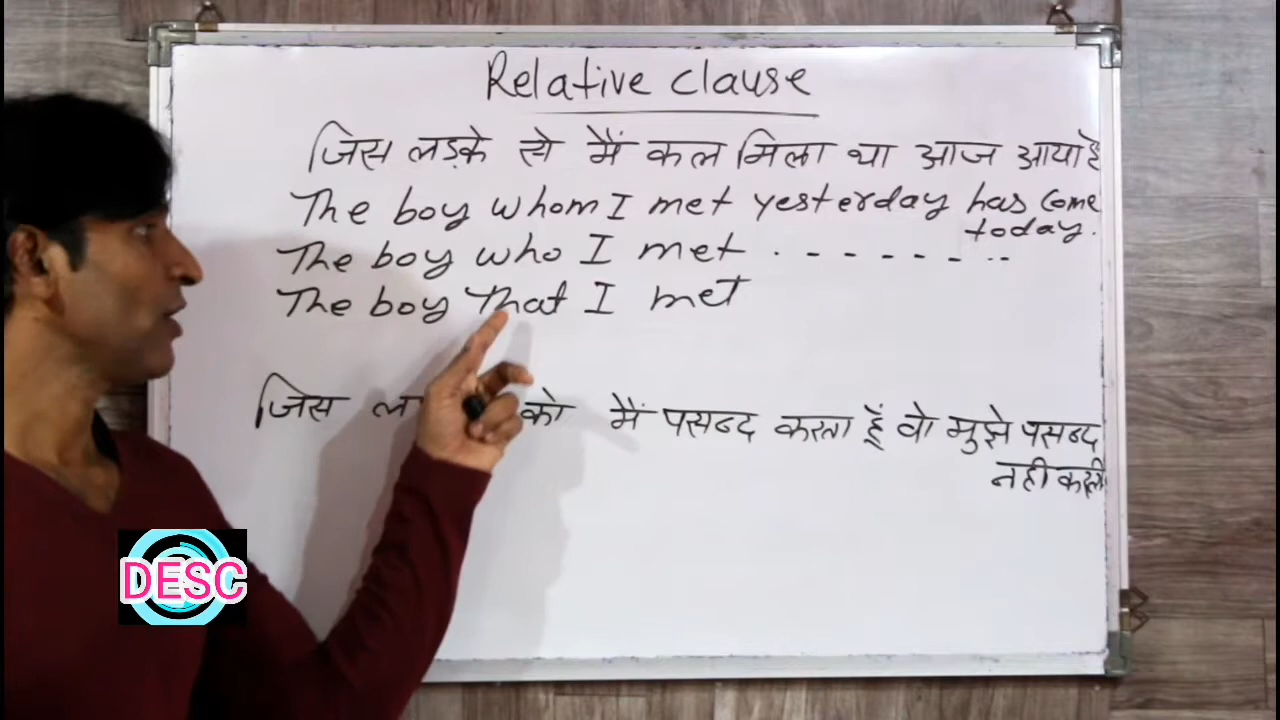 Relative Clause
जिस लड़के से मैं कल मिला था आज आया है
The boy whom I met yesterday has come
today.
The boy who I met . - - - - - - - ..
The boy that I met
जिस को मैं पसन्द करता हूँ वो मुझे पसन्द
नही करती
DESC